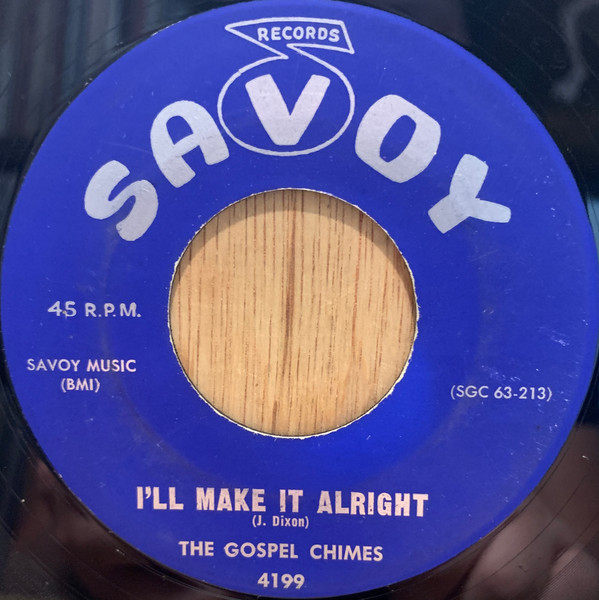 RECORDS
SAVOY
45 R.P.M.
SAVOY MUSIC
(BMI)
(SGC 63-213)
I'LL MAKE IT ALRIGHT
(J. Dixon)
THE GOSPEL CHIMES
4199